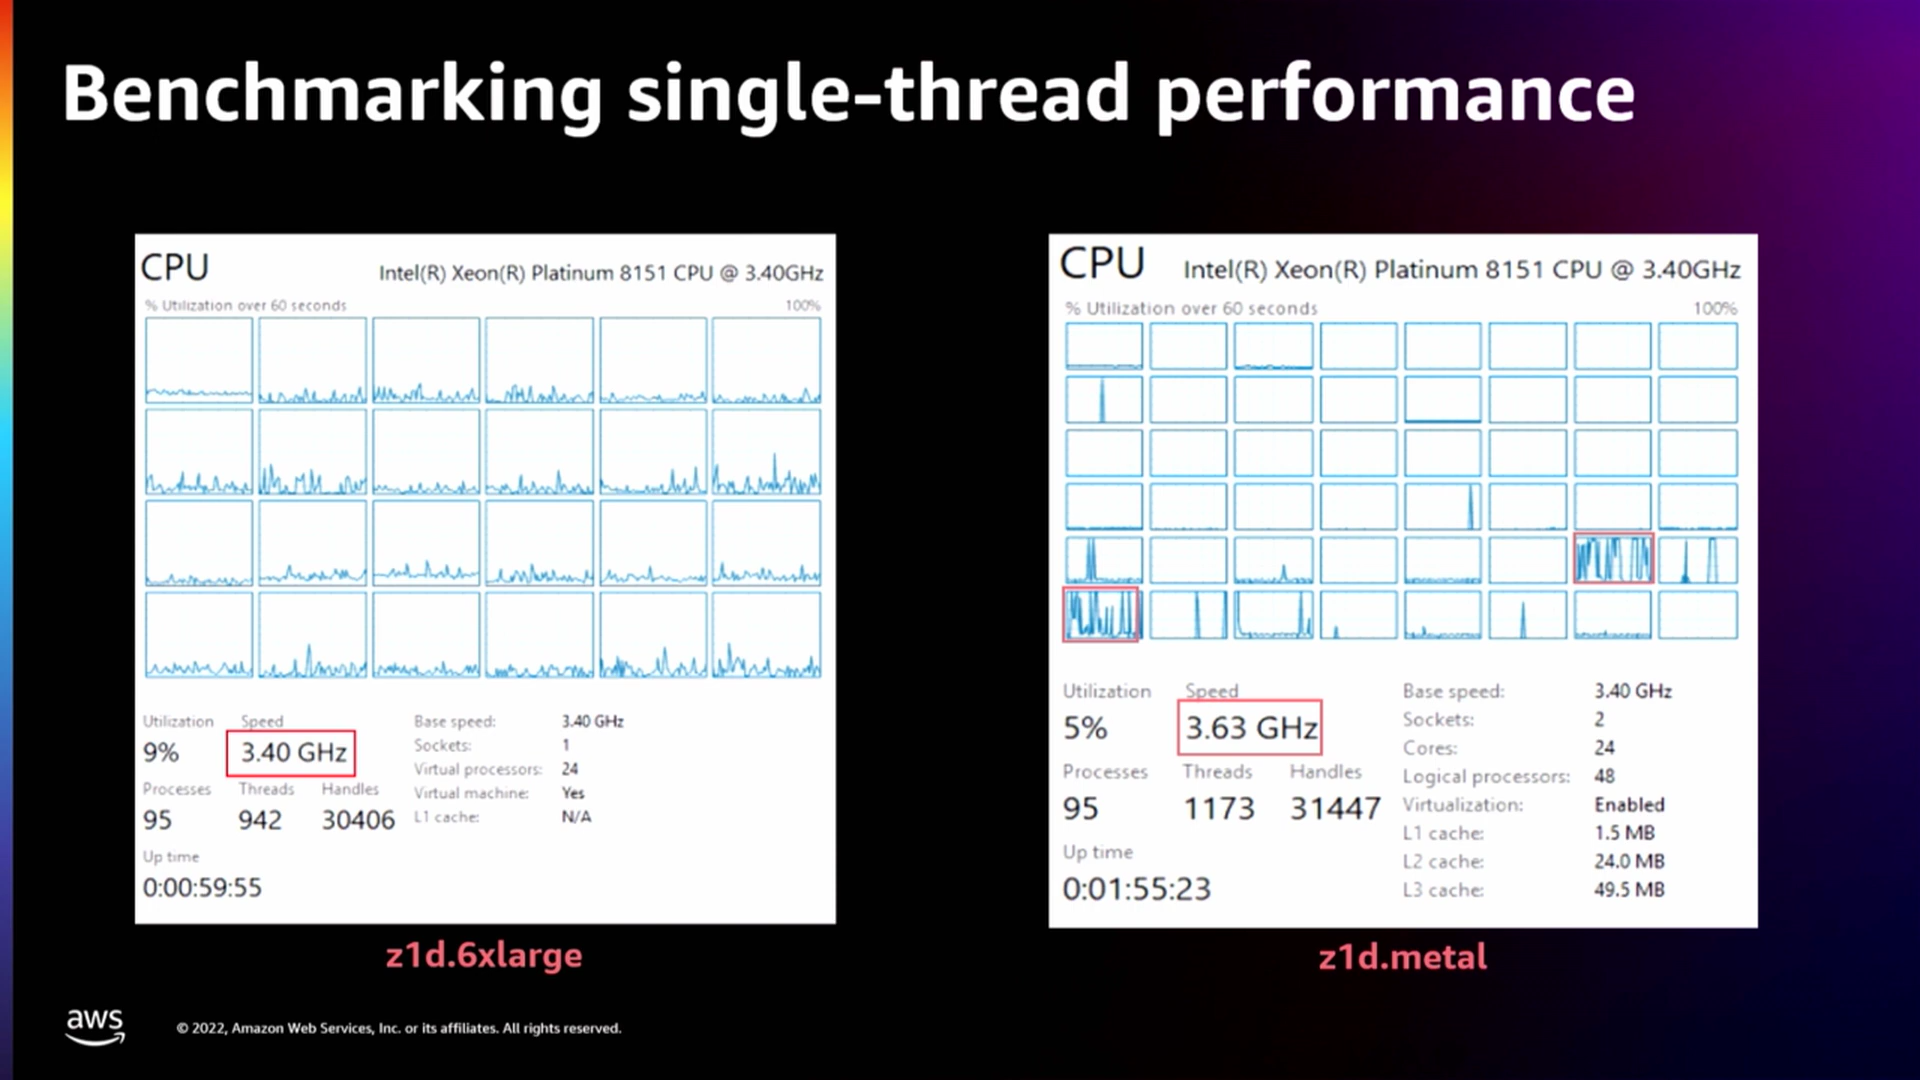 Benchmarking single-thread performance
CPU
Intel(R) Xeon(R) Platinum 8151 CPU @ 3.40GHz
% Utilization over 60 seconds
100%
Utilization
Speed
9%
3.40 GHz
Processes
Threads
Handles
95
942
30406
Up time
0:00:59:55
Base speed: 3.40 GHz
Sockets: 1
Virtual processors: 24
Virtual machine: Yes
L1 cache: N/A
z1d.6xlarge
CPU
Intel(R) Xeon(R) Platinum 8151 CPU @ 3.40GHz
% Utilization over 60 seconds
100%
Utilization
Speed
5%
3.63 GHz
Processes
Threads
Handles
95
1173
31447
Up time
0:01:55:23
Base speed: 3.40 GHz
Sockets: 2
Cores: 24
Logical processors: 48
Virtualization: Enabled
L1 cache: 1.5 MB
L2 cache: 24.0 MB
L3 cache: 49.5 MB
z1d.metal
aws
© 2022, Amazon Web Services, Inc. or its affiliates. All rights reserved.